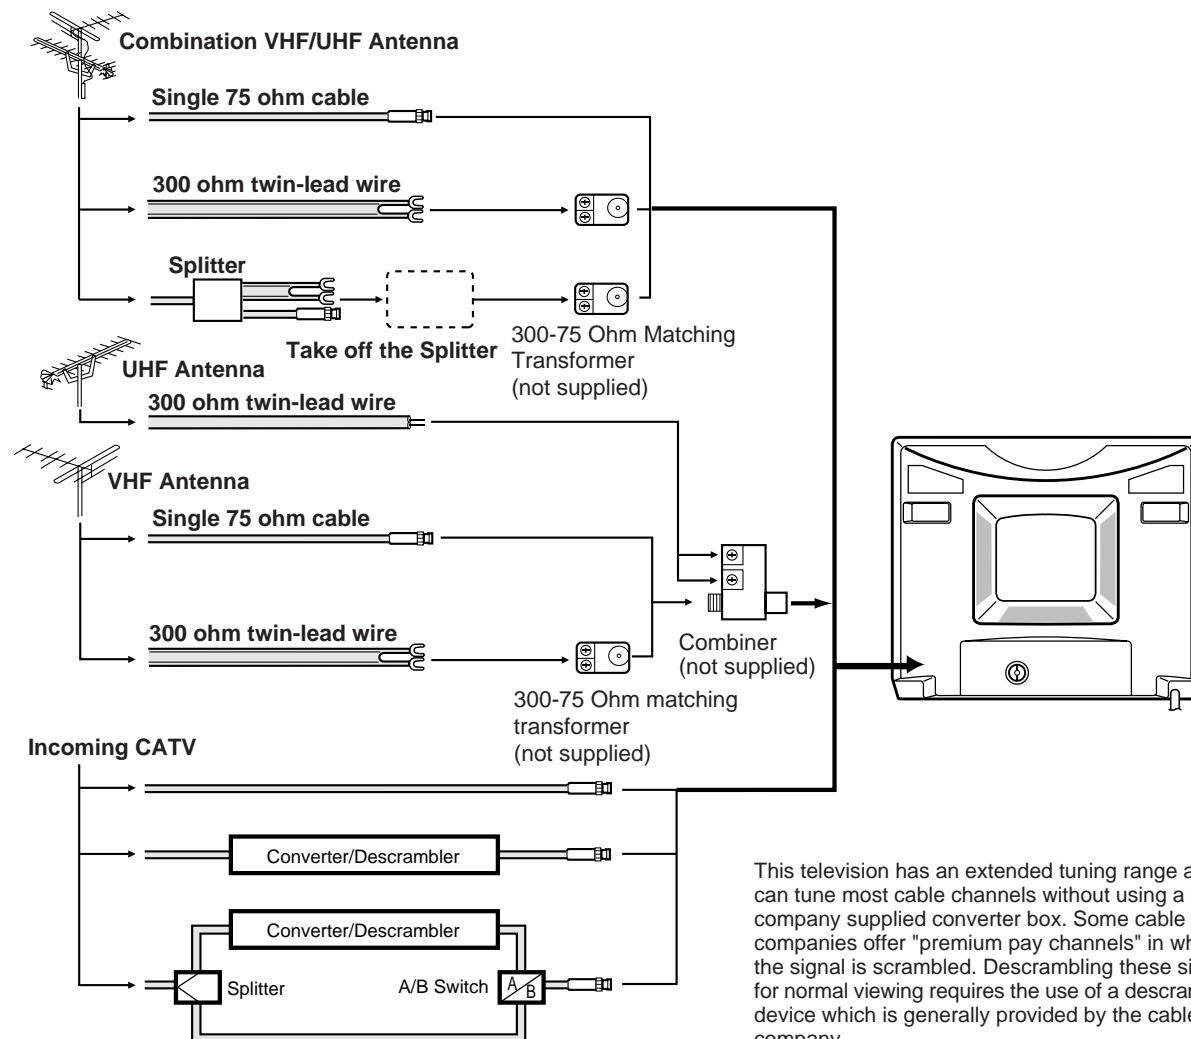 Combination VHF/UHF Antenna
Single 75 ohm cable
300 ohm twin-lead wire
Splitter
Take off the Splitter
300-75 Ohm Matching
Transformer
(not supplied)
UHF Antenna
300 ohm twin-lead wire
VHF Antenna
Single 75 ohm cable
300 ohm twin-lead wire
Combiner
(not supplied)
300-75 Ohm matching
transformer
(not supplied)
Incoming CATV
Converter/Descrambler
Converter/Descrambler
Splitter
A/B Switch
A
B
This television has an extended tuning range
can tune most cable channels without using a
company supplied converter box. Some cable
companies offer "premium pay channels" in
the signal is scrambled. Descrambling these
for normal viewing requires the use of a
device which is generally provided by the cable
company